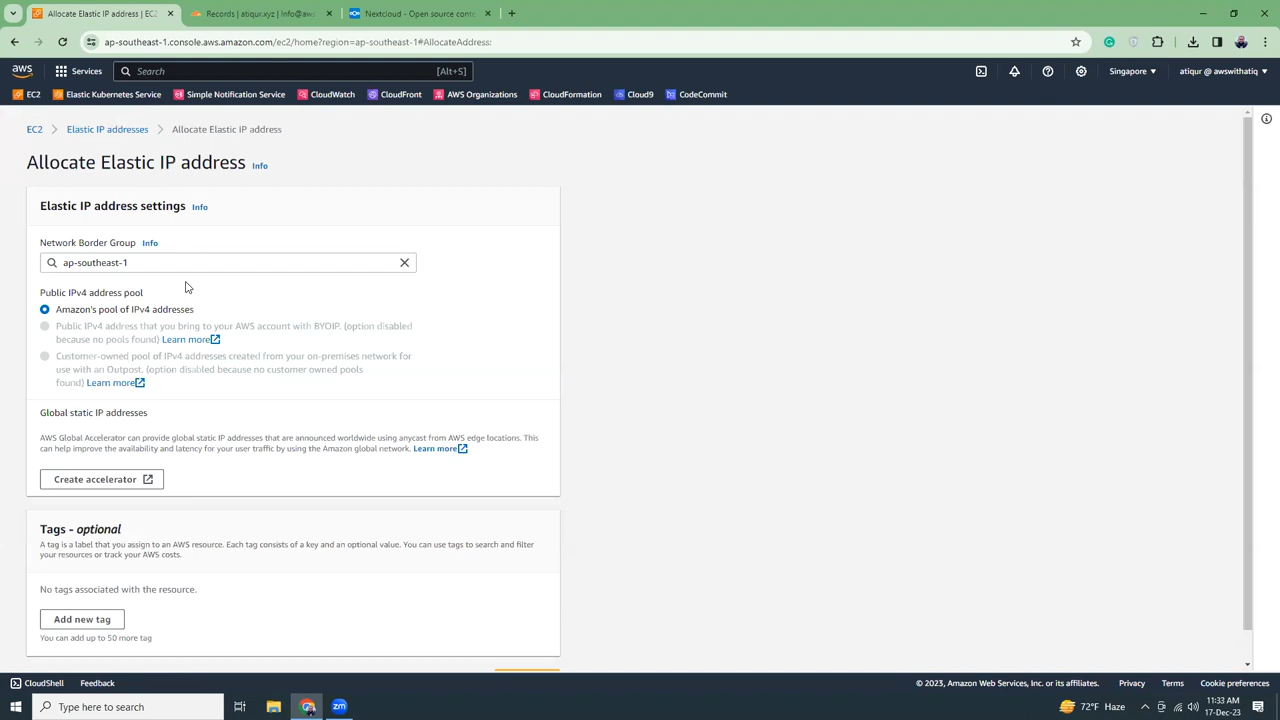 Allocate Elastic IP address | EC2
Records | atiqur.xyz | Info@aws
Nextcloud - Open source cont
ap-southeast-1.console.aws.amazon.com/ec2/home?region=ap-southeast-1#AllocateAddress:
aws
Services
Search
[Alt+S]
Singapore
atiqur @ awswithatiq
EC2
Elastic Kubernetes Service
Simple Notification Service
CloudWatch
CloudFront
AWS Organizations
CloudFormation
Cloud9
CodeCommit
EC2
Elastic IP addresses
Allocate Elastic IP address
Allocate Elastic IP address Info
Elastic IP address settings Info
Network Border Group Info
ap-southeast-1
Public IPv4 address pool
Amazon's pool of IPv4 addresses
Public IPv4 address that you bring to your AWS account with BYOIP. (option disabled
because no pools found) Learn more
Customer-owned pool of IPv4 addresses created from your on-premises network for
use with an Outpost. (option disabled because no customer owned pools
found) Learn more
Global static IP addresses
AWS Global Accelerator can provide global static IP addresses that are announced worldwide using anycast from AWS edge locations. This
can help improve the availability and latency for your user traffic by using the Amazon global network. Learn more
Create accelerator
Tags - optional
A tag is a label that you assign to an AWS resource. Each tag consists of a key and an optional value. You can use tags to search and filter
your resources or track your AWS costs.
No tags associated with the resource.
Add new tag
You can add up to 50 more tag
CloudShell
Feedback
© 2023, Amazon Web Services, Inc. or its affiliates.
Privacy
Terms
Cookie preferences
Type here to search
zm
72°F Haze
11:33 AM
17-Dec-23